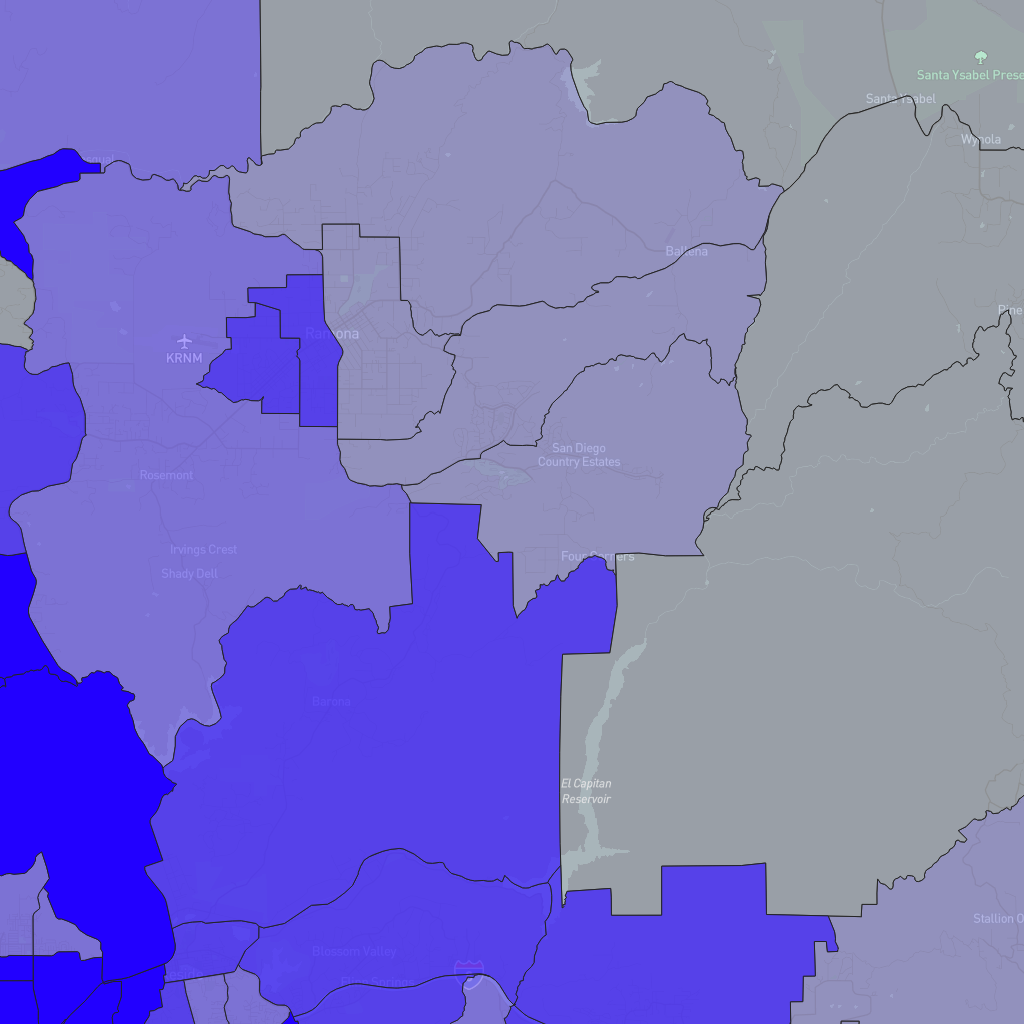 Santa Ysabel Prese
Santa Ysabel
Wynola
Ballena
Pine
Ramona
KRNM
San Diego
Country Estates
Rosemont
Irvings Crest
Four Corners
Shady Dell
Barona
El Capitan
Reservoir
Stallion O
Blossom Valley